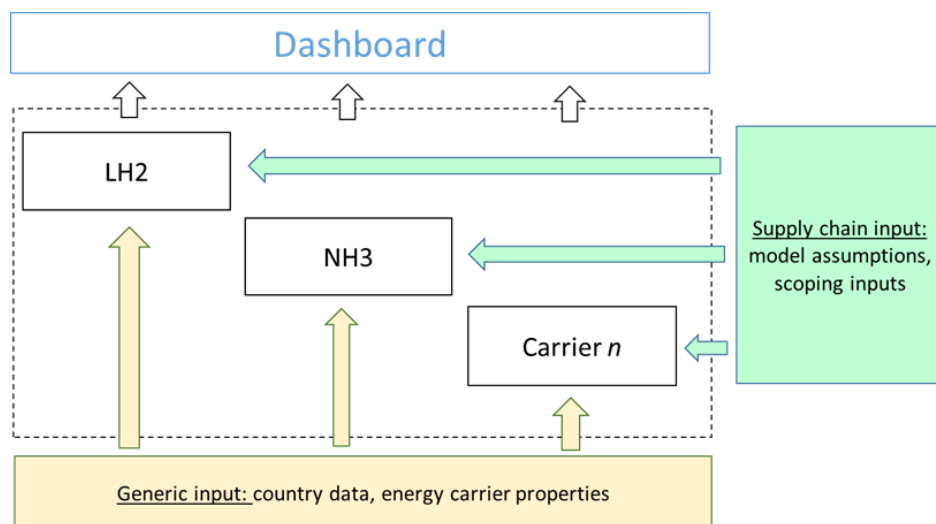 Dashboard
LH2
NH3
Carrier n
Supply chain input:
model assumptions,
scoping inputs
Generic input: country data, energy carrier properties